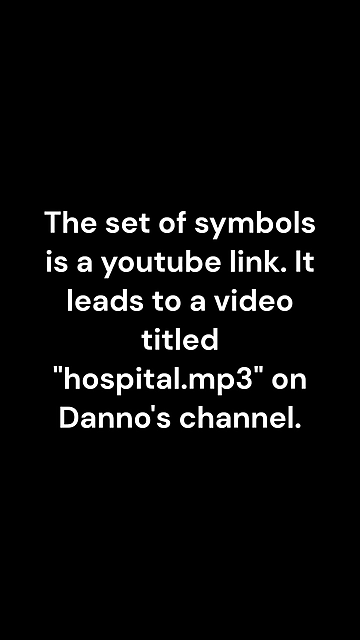 The set of symbols
is a youtube link. It
leads to a video
titled
"hospital.mp3" on
Danno's channel.